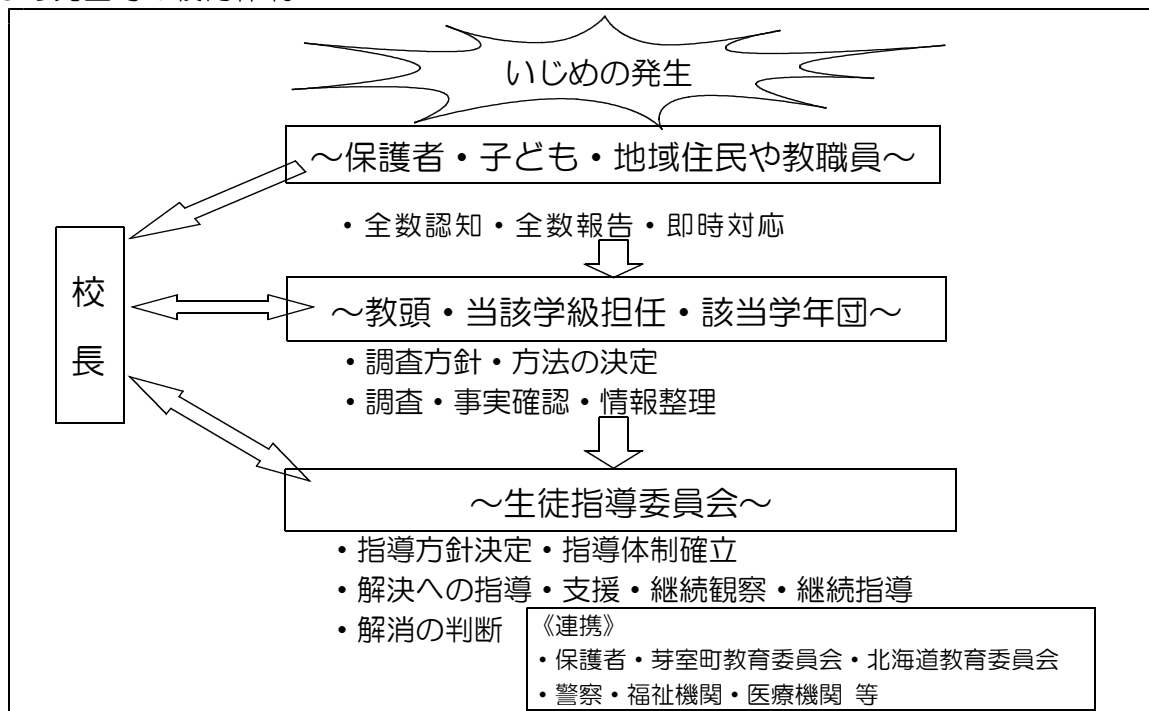 いじめの発生
～保護者・子ども・地域住民や教職員～
・全数認知・全数報告・即時対応
校
長
～教頭・当該学級担任・該当学年団～
・調査方針・方法の決定
・調査・事実確認・情報整理
～生徒指導委員会～
・指導方針決定・指導体制確立
・解決への指導・支援・継続観察・継続指導
・解消の判断
《連携》
・保護者・芽室町教育委員会・北海道教育委員会
・警察・福祉機関・医療機関 等